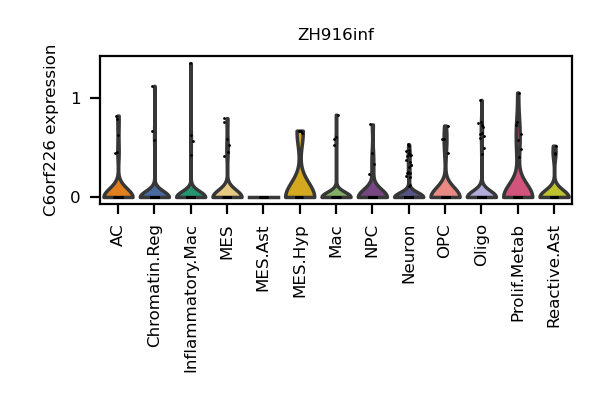 ZH916inf
C6orf226 expression
1
0
AC
Chromatin.Reg
Inflammatory.Mac
MES
MES.Ast
MES.Hyp
Mac
NPC
Neuron
OPC
Oligo
Prolif.Metab
Reactive.Ast